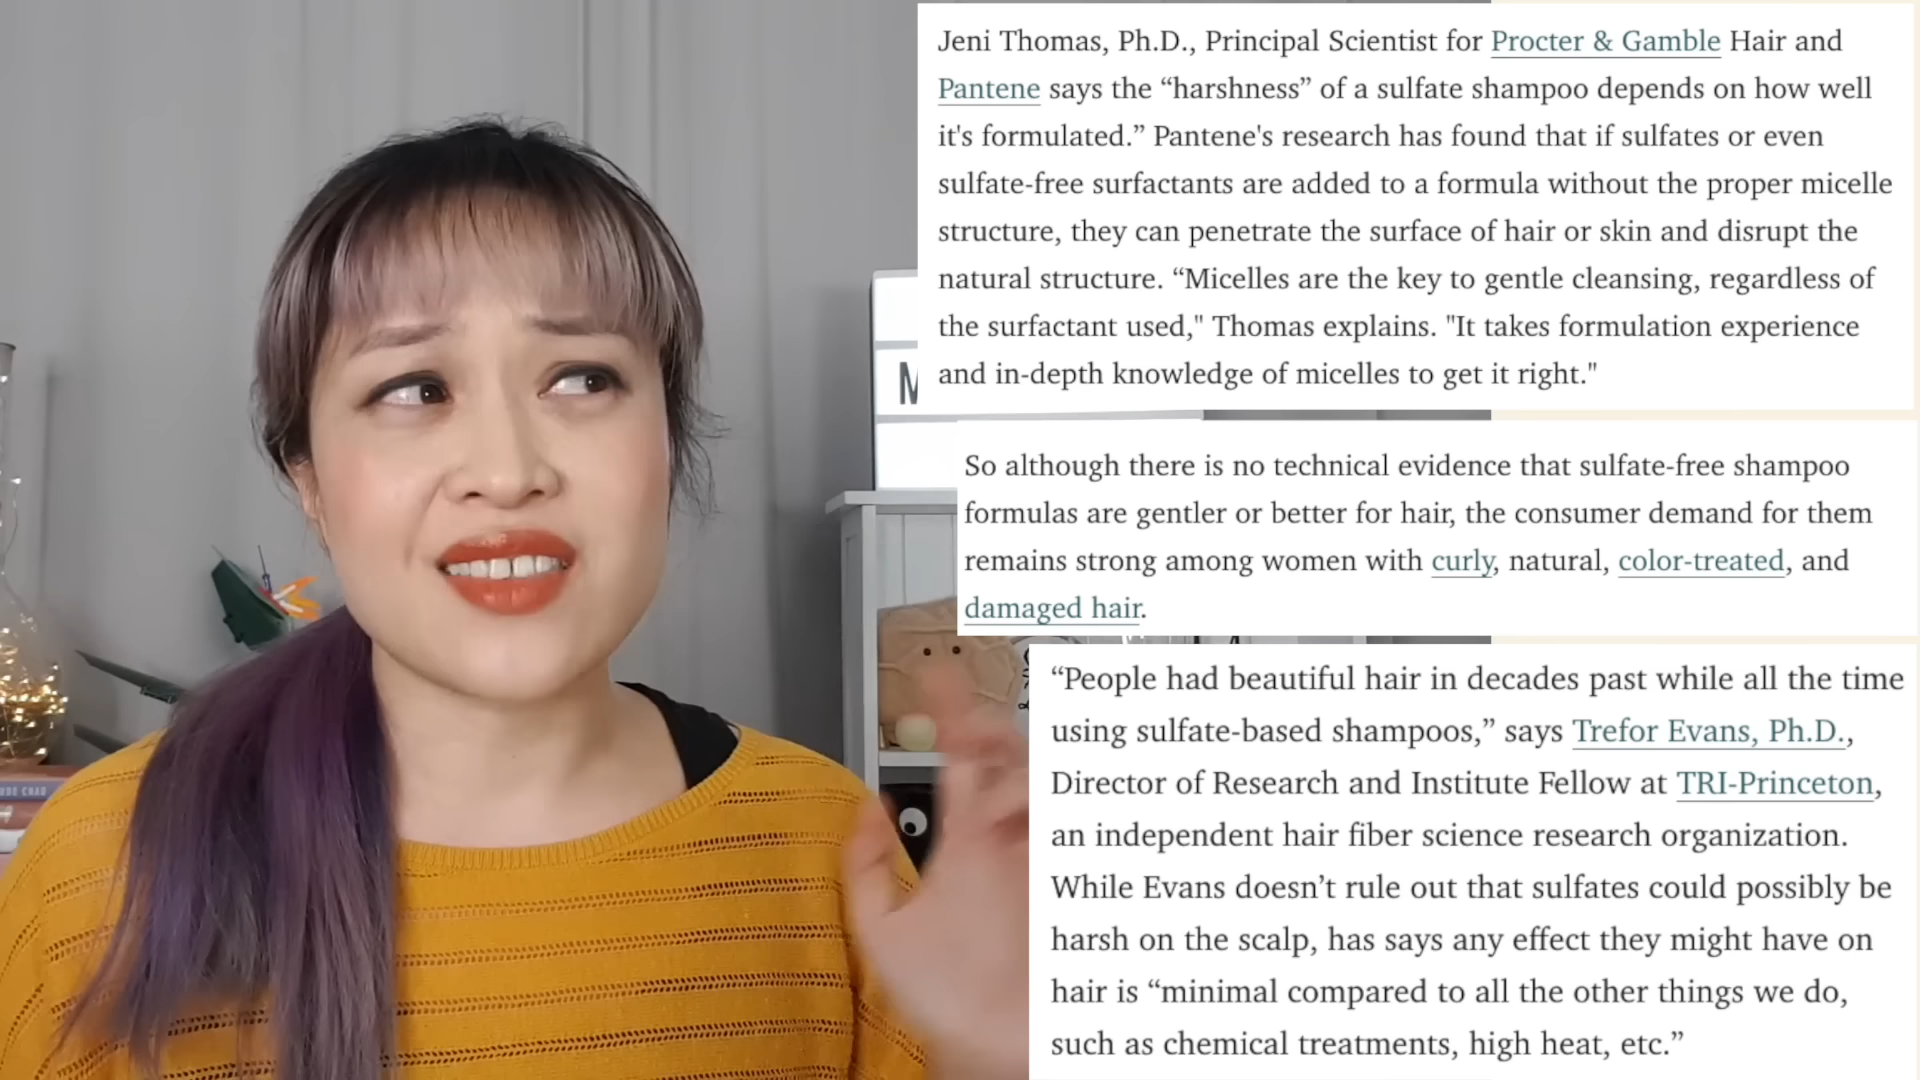 Jeni Thomas, Ph.D., Principal Scientist for Procter & Gamble Hair and
Pantene says the “harshness” of a sulfate shampoo depends on how well
it's formulated.” Pantene's research has found that if sulfates or even
sulfate-free surfactants are added to a formula without the proper micelle
structure, they can penetrate the surface of hair or skin and disrupt the
natural structure. “Micelles are the key to gentle cleansing, regardless of
the surfactant used," Thomas explains. "It takes formulation experience
and in-depth knowledge of micelles to get it right."
M
So although there is no technical evidence that sulfate-free shampoo
formulas are gentler or better for hair, the consumer demand for them
remains strong among women with curly, natural, color-treated, and
damaged hair.
“People had beautiful hair in decades past while all the time
using sulfate-based shampoos,” says Trefor Evans, Ph.D.,
Director of Research and Institute Fellow at TRI-Princeton,
an independent hair fiber science research organization.
While Evans doesn’t rule out that sulfates could possibly be
harsh on the scalp, has says any effect they might have on
hair is “minimal compared to all the other things we do,
such as chemical treatments, high heat, etc.”